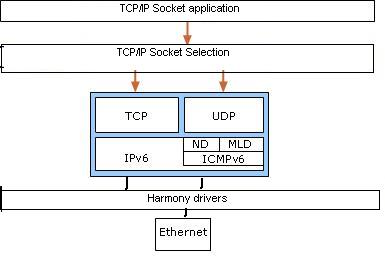 TCP/IP Socket application
TCP/IP Socket Selection
TCP
UDP
ND
MLD
IPv6
ICMPv6
Harmony drivers
Ethernet